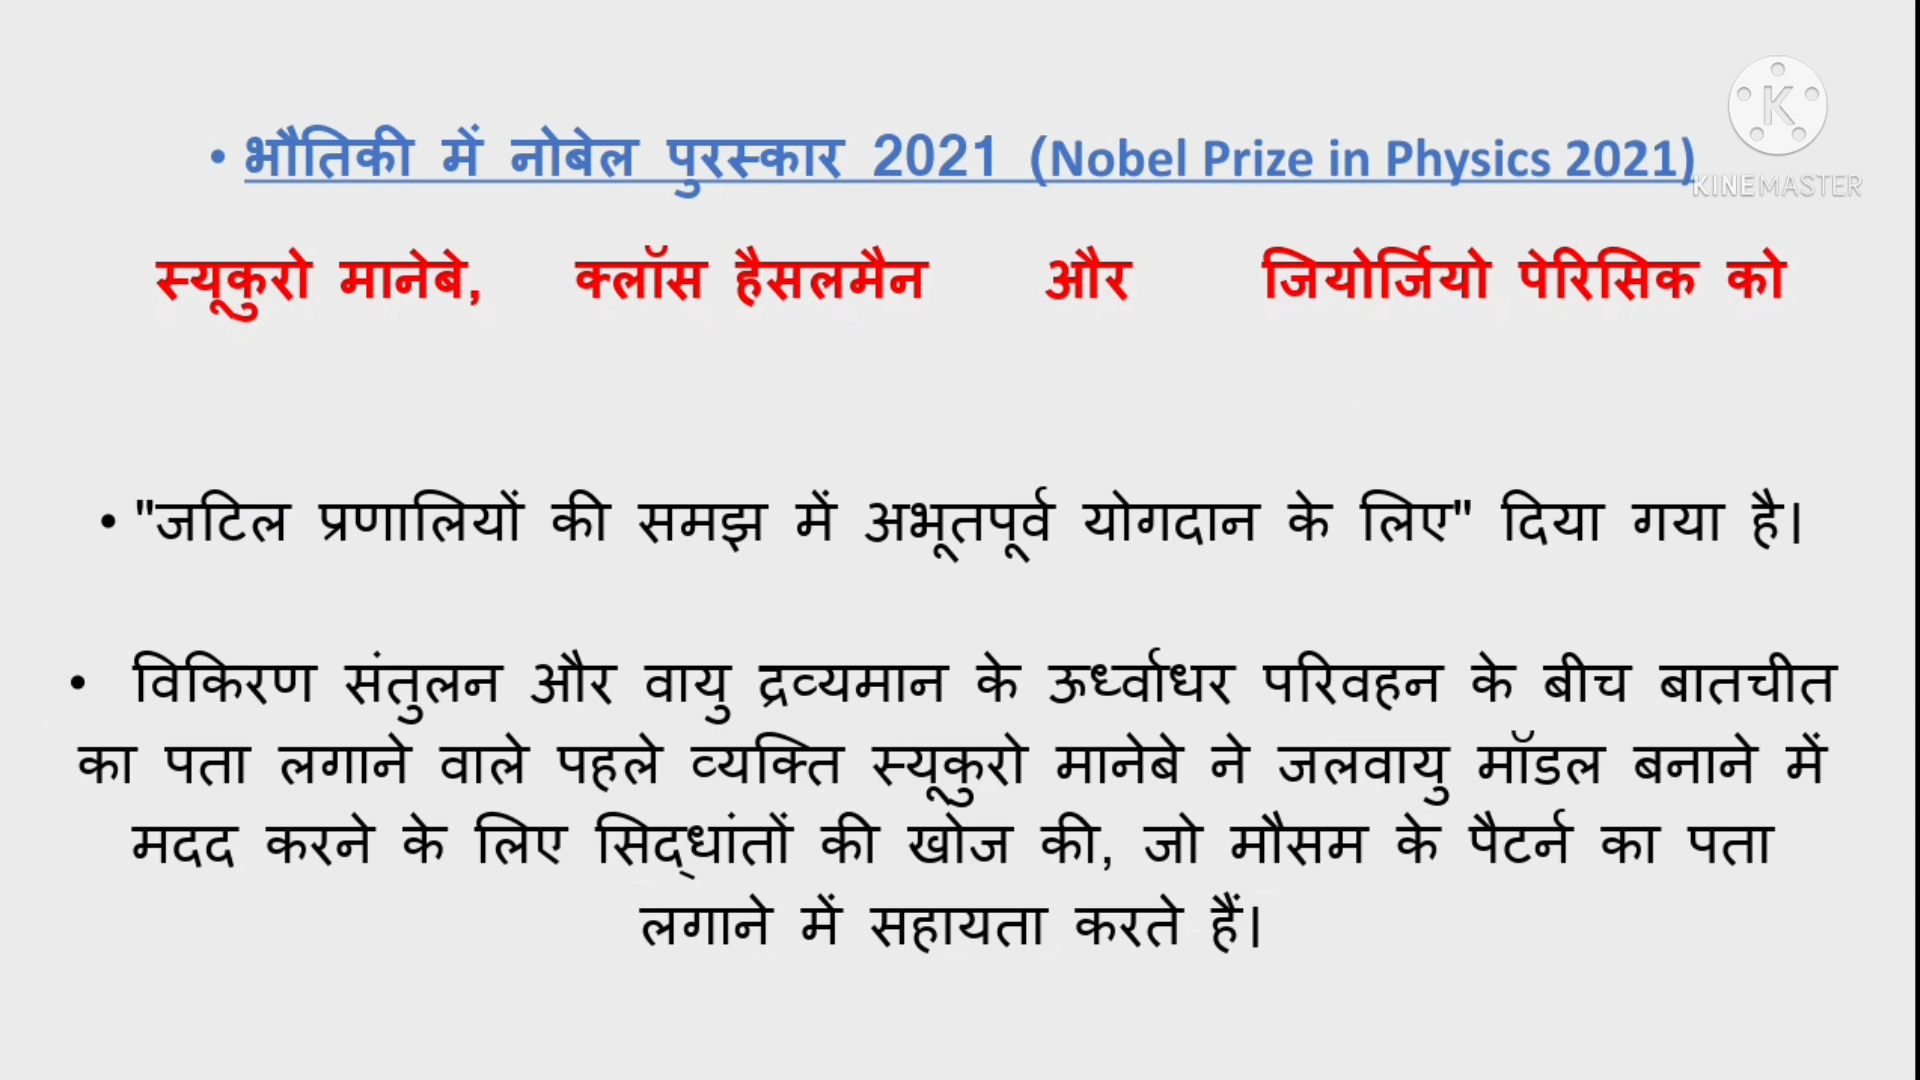 • भौतिकी में नोबेल पुरस्कार 2021 (Nobel Prize in Physics 2021)
K
KINEMASTER
स्यूकुरो मानेबे, क्लॉस हैसलमैन और जियोर्जियो पेरिसिक को
• "जटिल प्रणालियों की समझ में अभूतपूर्व योगदान के लिए" दिया गया है।
• विकिरण संतुलन और वायु द्रव्यमान के ऊर्ध्वाधर परिवहन के बीच बातचीत
का पता लगाने वाले पहले व्यक्ति स्यूकुरो मानेबे ने जलवायु मॉडल बनाने में
मदद करने के लिए सिद्धांतों की खोज की, जो मौसम के पैटर्न का पता
लगाने में सहायता करते हैं।